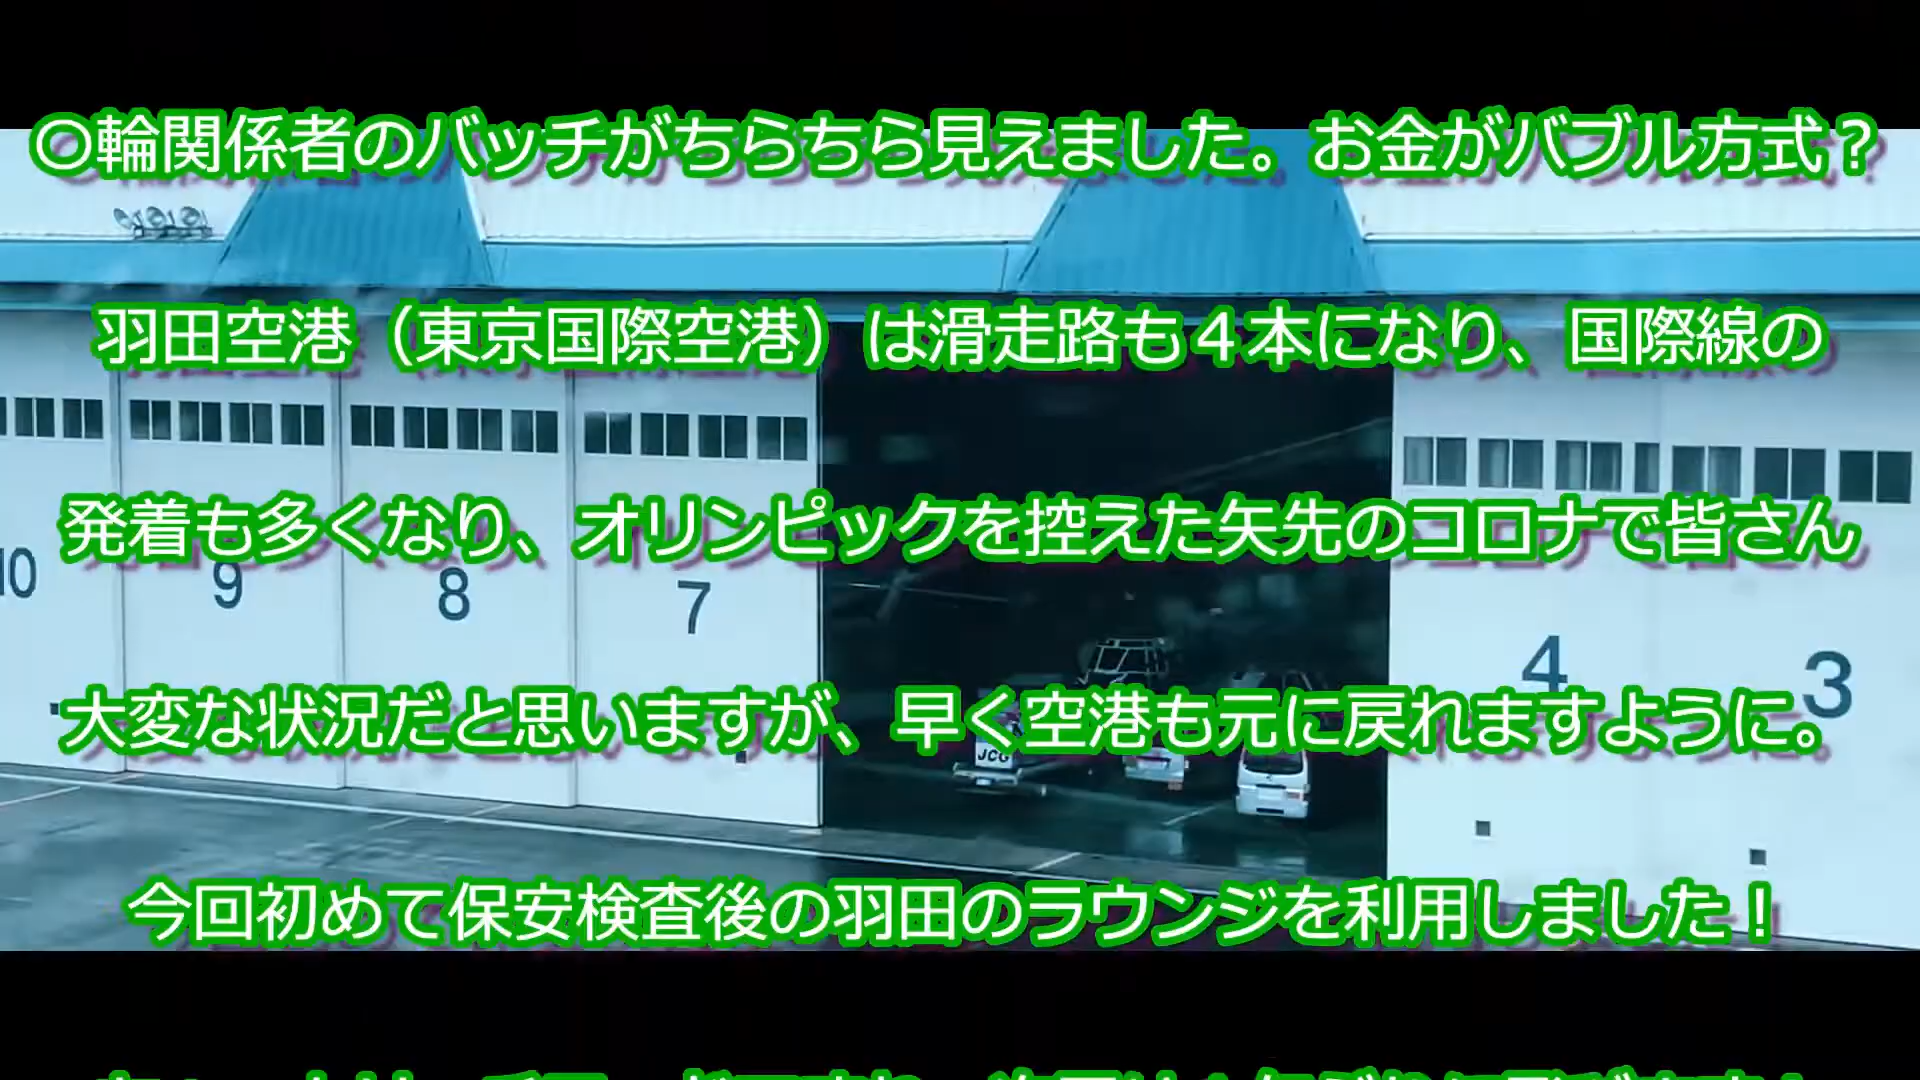 〇輪関係者のバッチがちらちら見えました。お金がバブル方式？
羽田空港（東京国際空港）は滑走路も４本になり、国際線の
発着も多くなり、オリンピックを控えた矢先のコロナで皆さん
10 9 8 7 4 3
大変な状況だと思いますが、早く空港も元に戻れますように。
JCG
今回初めて保安検査後の羽田のラウンジを利用しました！